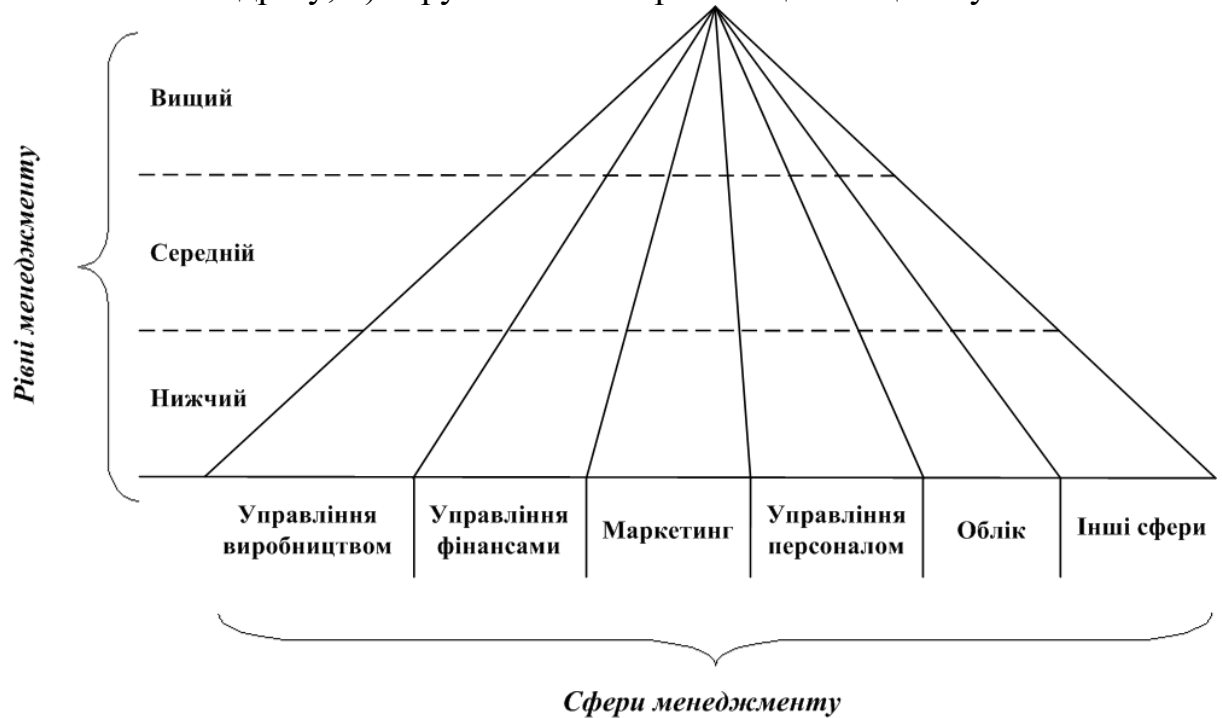 Вищий
Середній
Нижчий
Рівні менеджменту
Управління
виробництвом
Управління
фінансами
Маркетинг
Управління
персоналом
Облік
Інші сфери
Сфери менеджменту